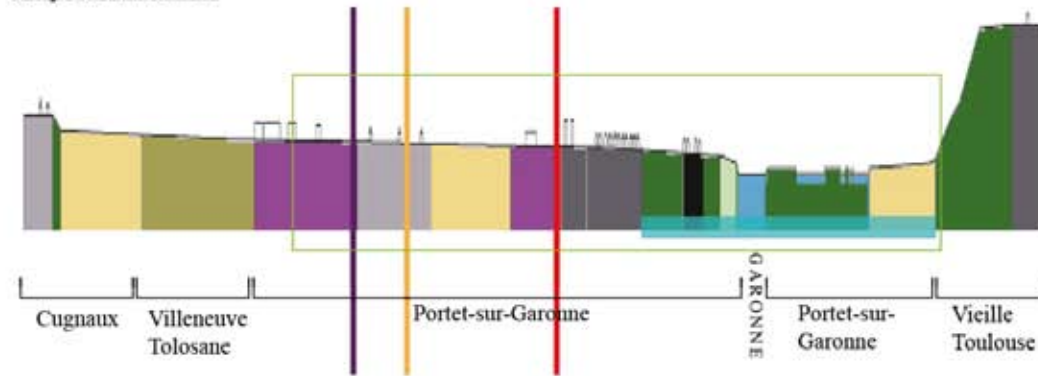 Cugnaux
Villeneuve
Tolosane
Portet-sur-Garonne
GARONNE
Portet-sur-
Garonne
Vieille
Toulouse